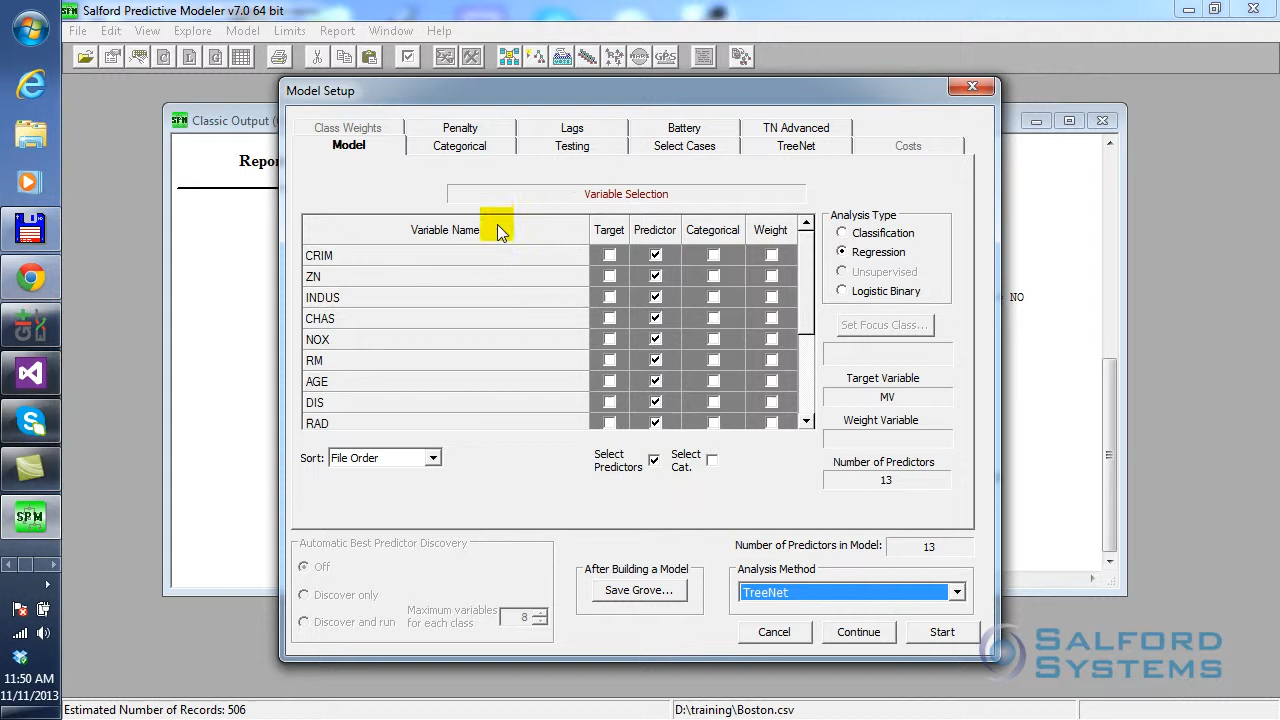 Salford Predictive Modeler v7.0 64 bit
File Edit View Explore Model Limits Report Window Help
Model Setup
Classic Output (
Repor
NO
Class Weights Penalty Lags Battery TN Advanced
Model Categorical Testing Select Cases TreeNet Costs
Variable Selection
Variable Name Target Predictor Categorical Weight
CRIM
ZN
INDUS
CHAS
NOX
RM
AGE
DIS
RAD
Analysis Type
Classification
Regression
Unsupervised
Logistic Binary
Set Focus Class...
Target Variable
MV
Weight Variable
Number of Predictors
13
Sort: File Order
Select Predictors
Select Cat.
Automatic Best Predictor Discovery
Off
Discover only
Discover and run
Maximum variables for each class 8
After Building a Model
Save Grove...
Number of Predictors in Model: 13
Analysis Method
TreeNet
Cancel Continue Start
SALFORD
SYSTEMS
SPM
11:50 AM
11/11/2013
Estimated Number of Records: 506
D:\training\Boston.csv